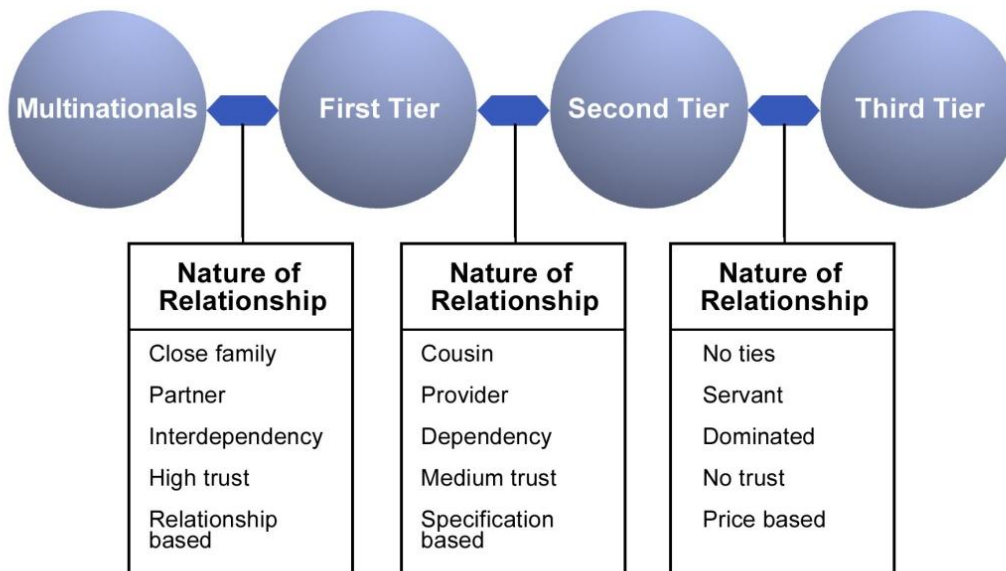 Multinationals
First Tier
Second Tier
Third Tier
Nature of
Relationship
Close family
Partner
Interdependency
High trust
Relationship
based
Nature of
Relationship
Cousin
Provider
Dependency
Medium trust
Specification
based
Nature of
Relationship
No ties
Servant
Dominated
No trust
Price based